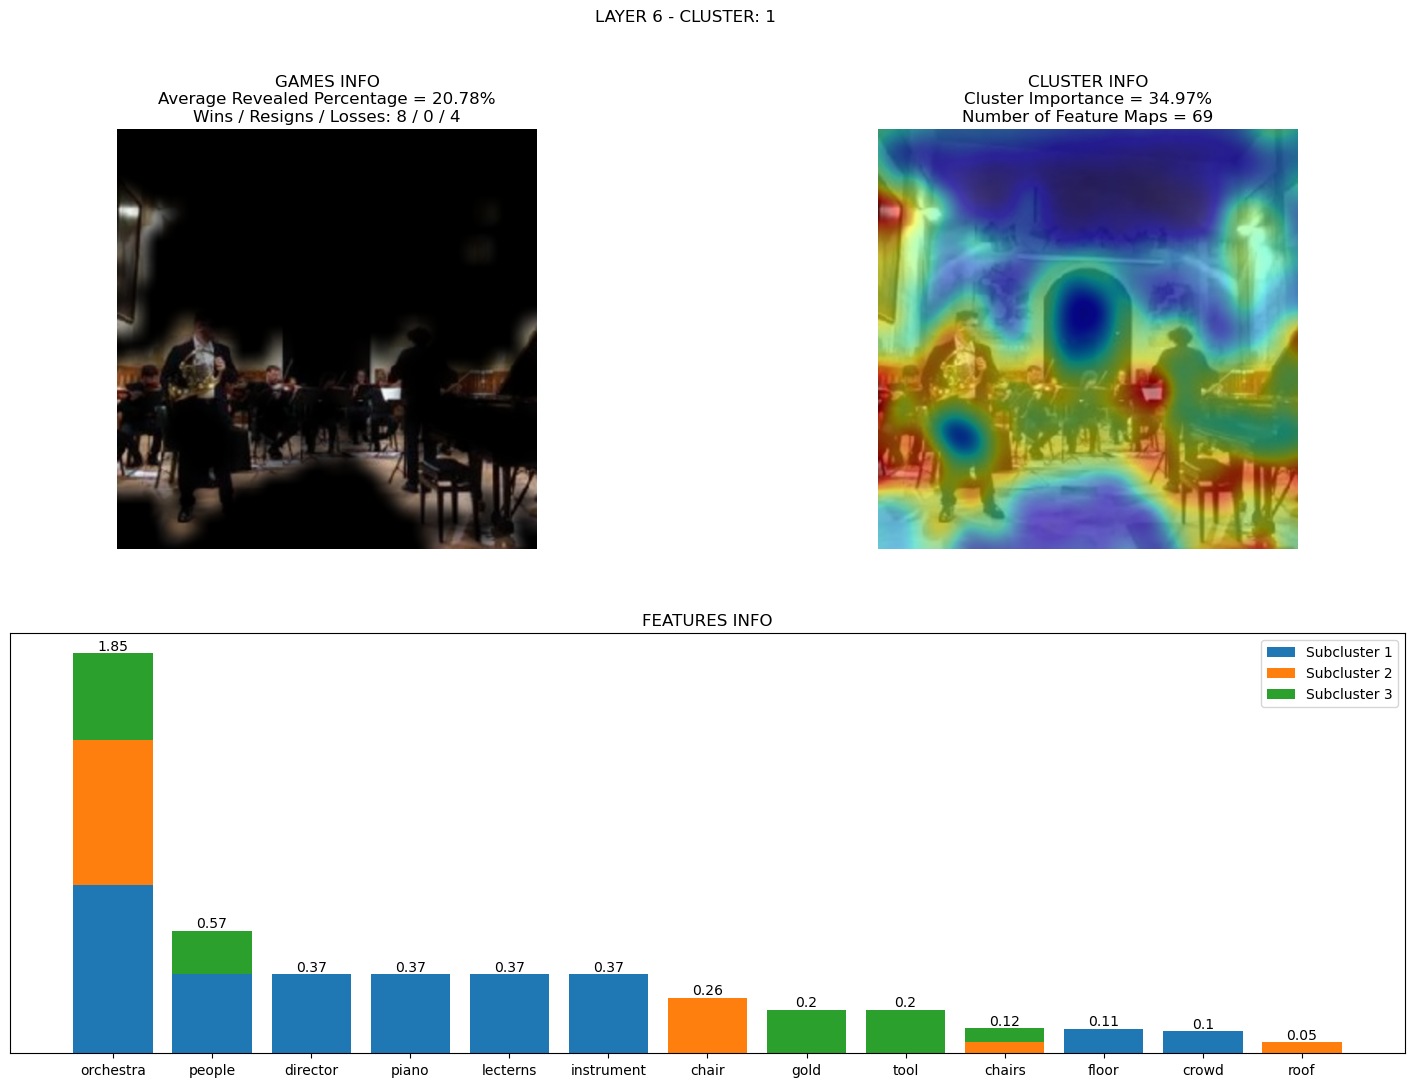 LAYER 6 - CLUSTER: 1
GAMES INFO
Average Revealed Percentage = 20.78%
Wins / Resigns / Losses: 8 / 0 / 4
CLUSTER INFO
Cluster Importance = 34.97%
Number of Feature Maps = 69
FEATURES INFO
Subcluster 1
Subcluster 2
Subcluster 3
1.85
0.57
0.37
0.37
0.37
0.37
0.26
0.2
0.2
0.12
0.11
0.1
0.05
orchestra people director piano lecterns instrument chair gold tool chairs floor crowd roof